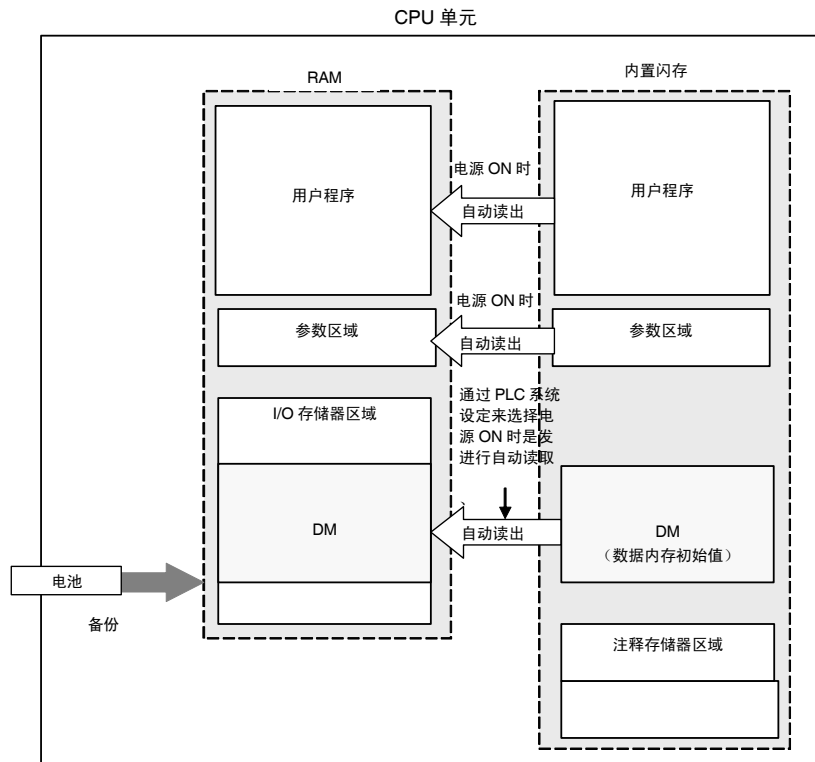 CPU 单元
RAM
内置闪存
用户程序
电源 ON 时
自动读出
用户程序
参数区域
电源 ON 时
自动读出
参数区域
I/O 存储器区域
通过 PLC 系统
设定来选择电
源 ON 时是发
进行自动读取
、
DM
自动读出
DM
（数据内存初始值）
电池
备份
注释存储器区域